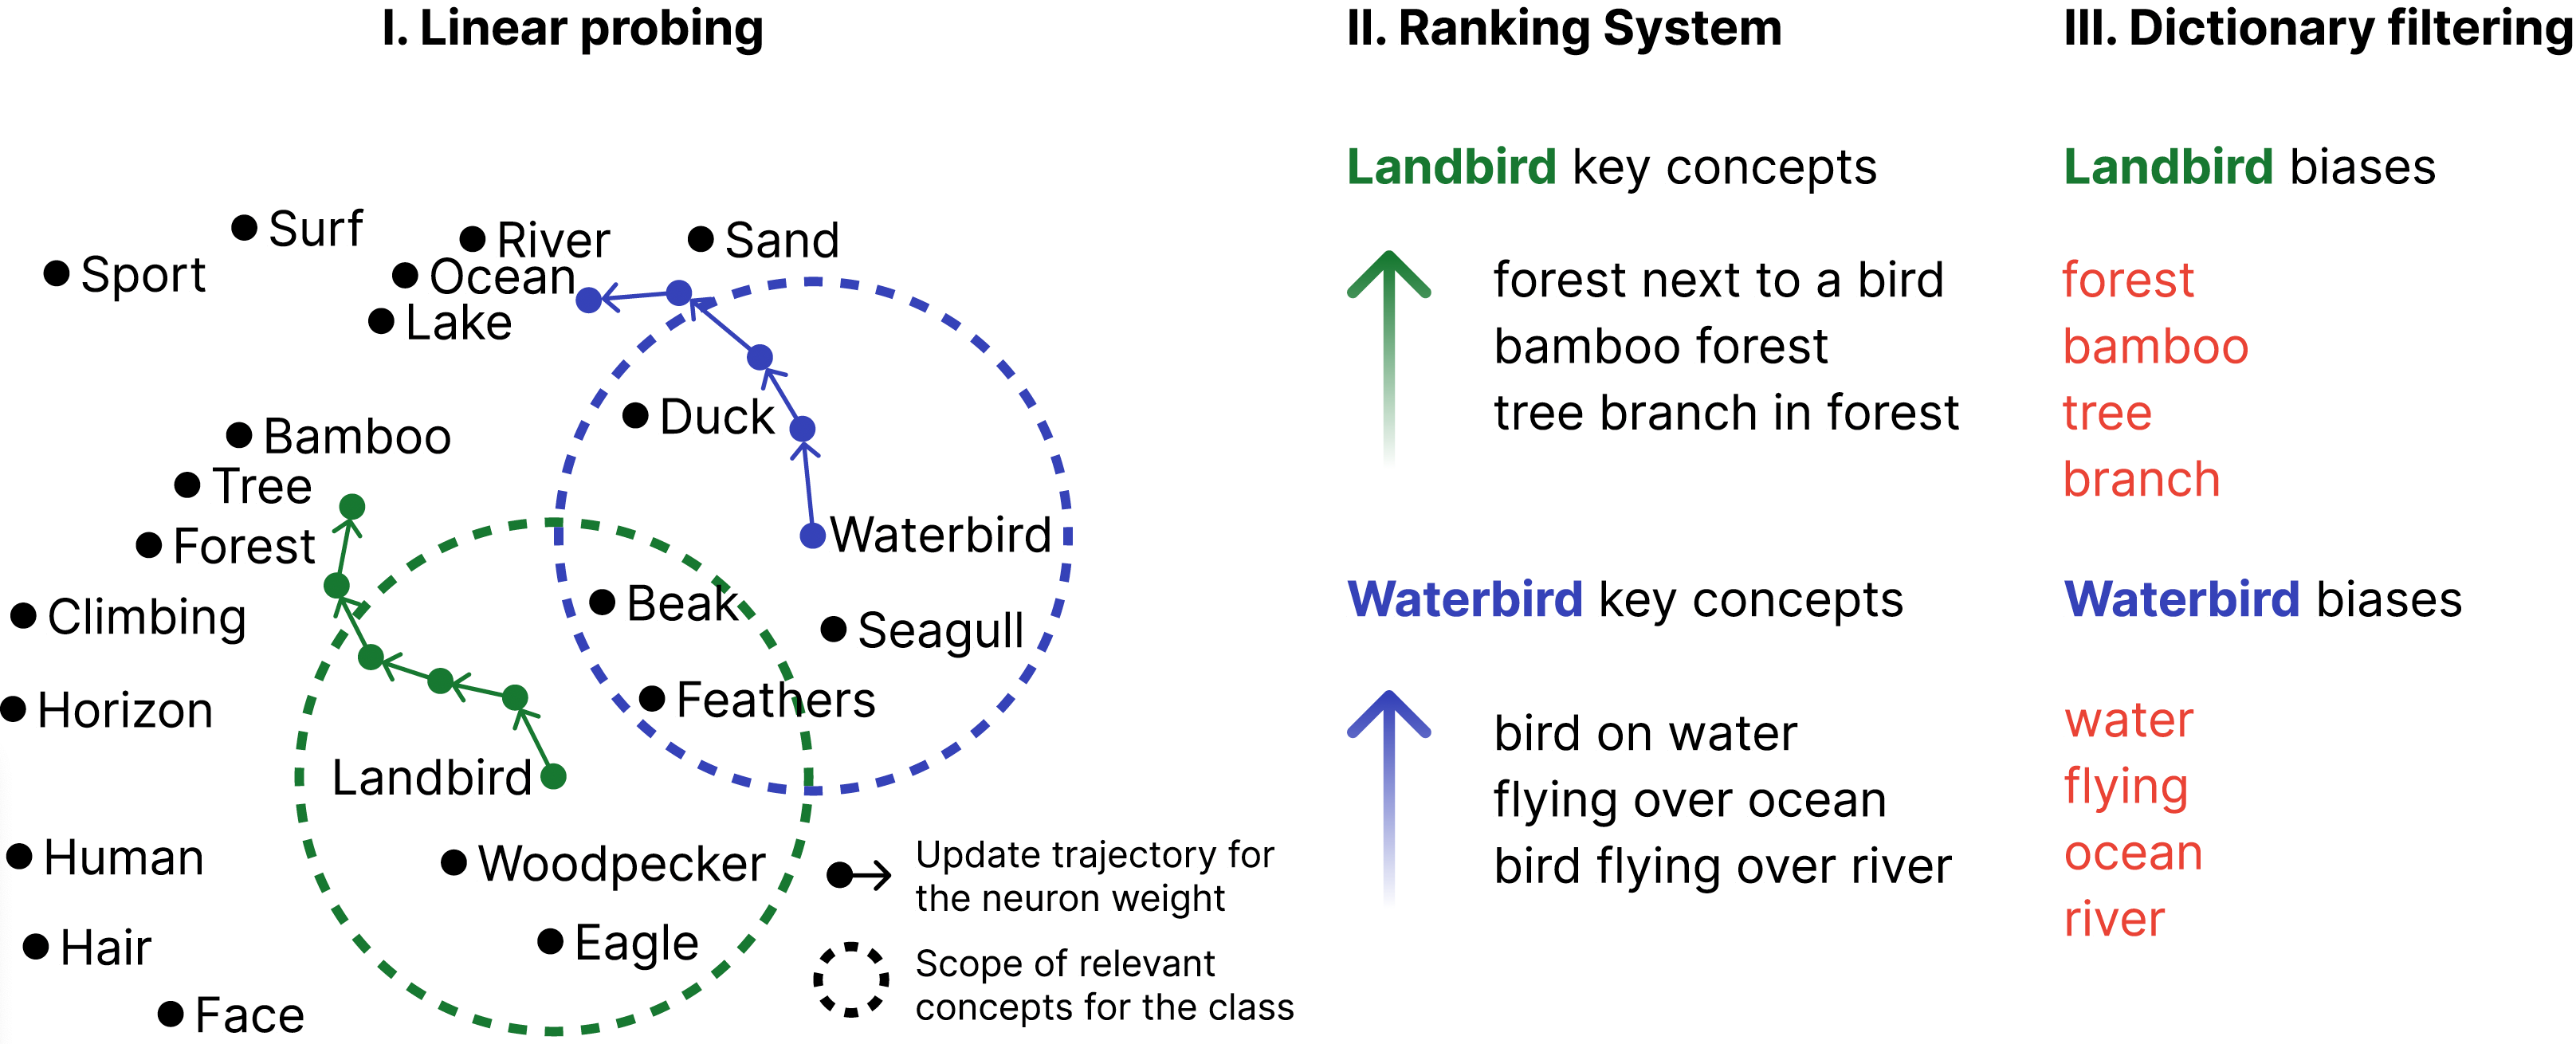 I. Linear probing
Surf
River
Sand
Sport
Ocean
Lake
Duck
Bamboo
Tree
Waterbird
Forest
Beak
Climbing
Seagull
Feathers
Horizon
Landbird
Human
Woodpecker
Hair
Eagle
Face
Update trajectory for
the neuron weight
Scope of relevant
concepts for the class
II. Ranking System
Landbird key concepts
forest next to a bird
bamboo forest
tree branch in forest
Waterbird key concepts
bird on water
flying over ocean
bird flying over river
III. Dictionary filtering
Landbird biases
forest
bamboo
tree
branch
Waterbird biases
water
flying
ocean
river